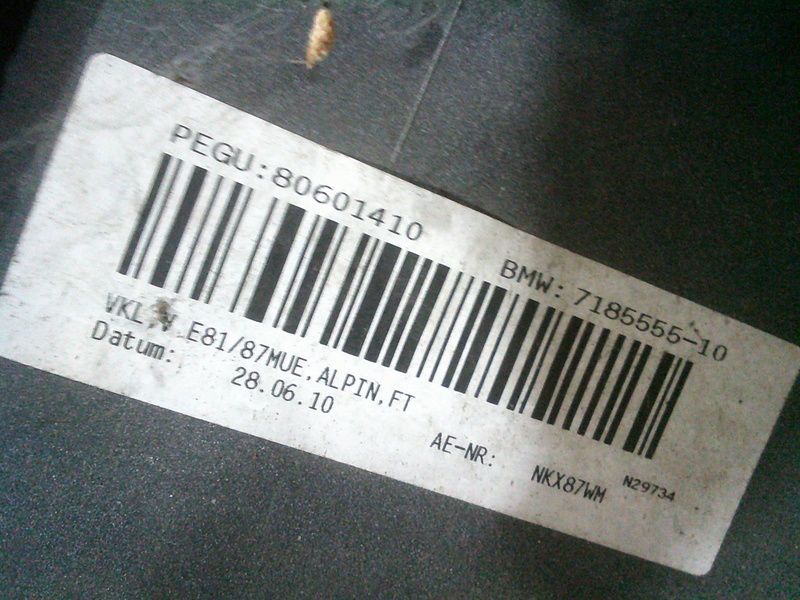 PEGU:80601410
BMW: 7185555-10
VKL,V E81/87MUE,ALPIN,FT
Datum: 28.06.10
AE-NR: NKX87WM N29734